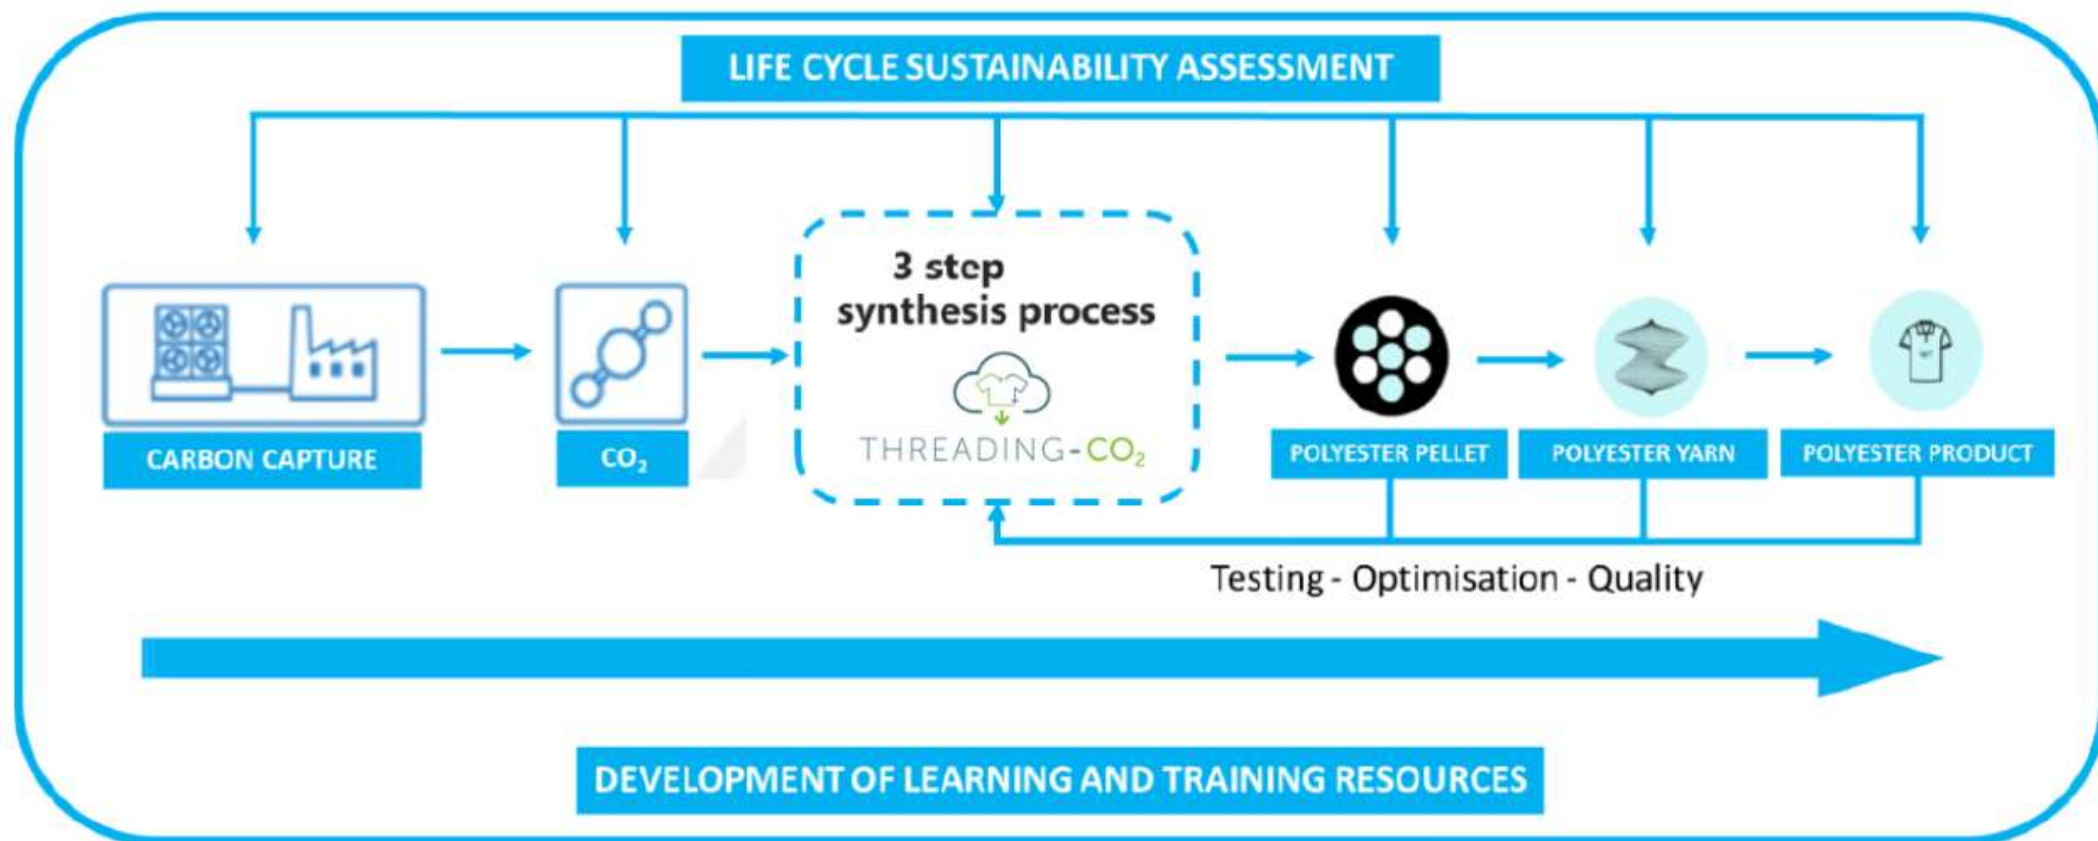 LIFE CYCLE SUSTAINABILITY ASSESSMENT
3 step
synthesis process
THREADING-CO₂
CARBON CAPTURE
CO₂
POLYESTER PELLET
POLYESTER YARN
POLYESTER PRODUCT
Testing - Optimisation - Quality
DEVELOPMENT OF LEARNING AND TRAINING RESOURCES